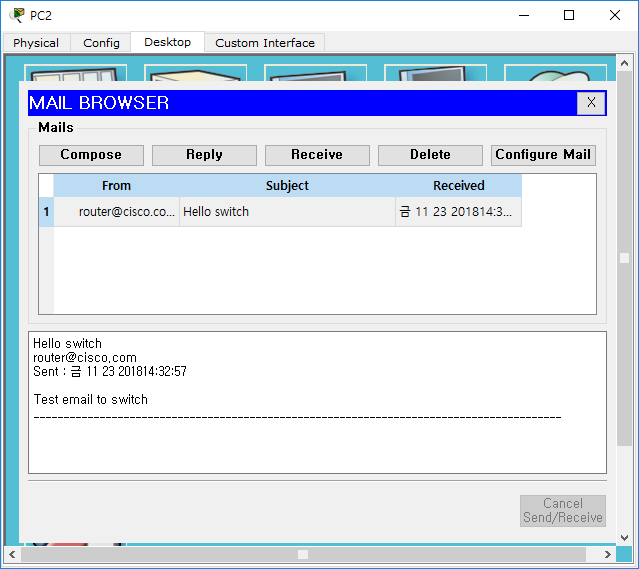 PC2
Physical Config Desktop Custom Interface
MAIL BROWSER X
Mails
Compose Reply Receive Delete Configure Mail
From Subject Received
1 router@cisco.co... Hello switch 금 11 23 201814:3...
Hello switch
router@cisco.com
Sent : 금 11 23 201814:32:57
Test email to switch
Cancel
Send/Receive